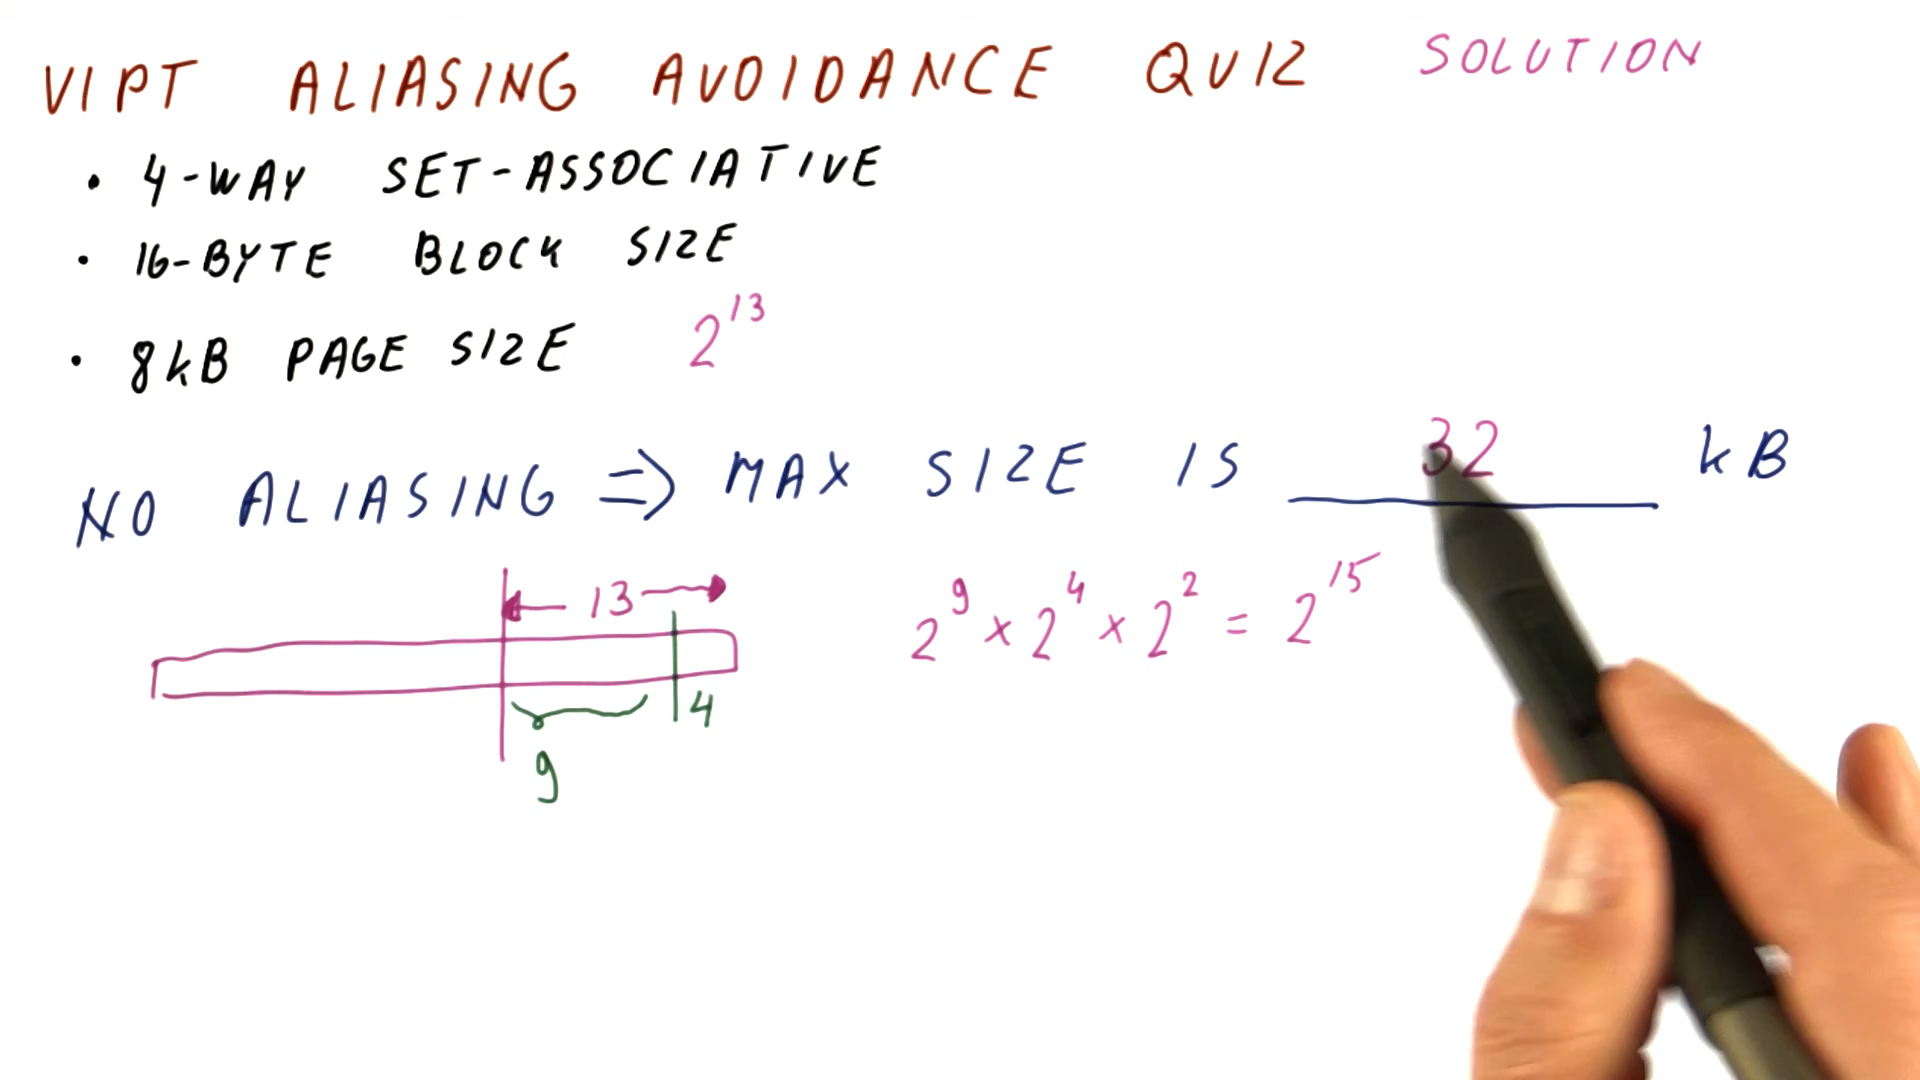 VIPT ALIASING AVOIDANCE QUIZ SOLUTION
• 4-WAY SET-ASSOCIATIVE
• 16-BYTE BLOCK SIZE
• 8kB PAGE SIZE 2^13
NO ALIASING => MAX SIZE IS 32 kB
13
2^9 × 2^4 × 2^2 = 2^15
4
9